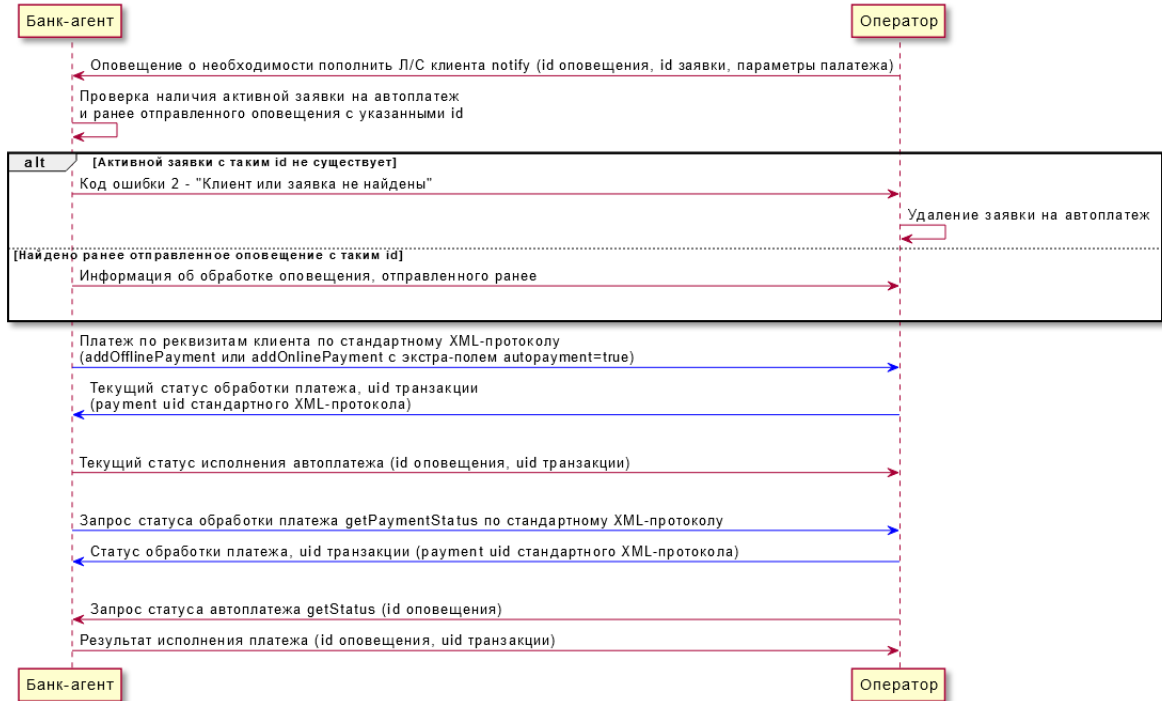 Банк-агент
Оператор
Оповещение о необходимости пополнить Л/С клиента notify (id оповещения, id заявки, параметры палатежа)
Проверка наличия активной заявки на автоплатеж
и ранее отправленного оповещения с указанными id
alt
[Активной заявки с таким id не существует]
Код ошибки 2 - "Клиент или заявка не найдены"
Удаление заявки на автоплатеж
[Найдено ранее отправленное оповещение с таким id]
Информация об обработке оповещения, отправленного ранее
Платеж по реквизитам клиента по стандартному XML-протоколу
(addOfflinePayment или addOnlinePayment с экстра-полем autopayment=true)
Текущий статус обработки платежа, uid транзакции
(payment uid стандартного XML-протокола)
Текущий статус исполнения автоплатежа (id оповещения, uid транзакции)
Запрос статуса обработки платежа getPaymentStatus по стандартному XML-протоколу
Статус обработки платежа, uid транзакции (payment uid стандартного XML-протокола)
Запрос статуса автоплатежа getStatus (id оповещения)
Результат исполнения платежа (id оповещения, uid транзакции)
Банк-агент
Оператор